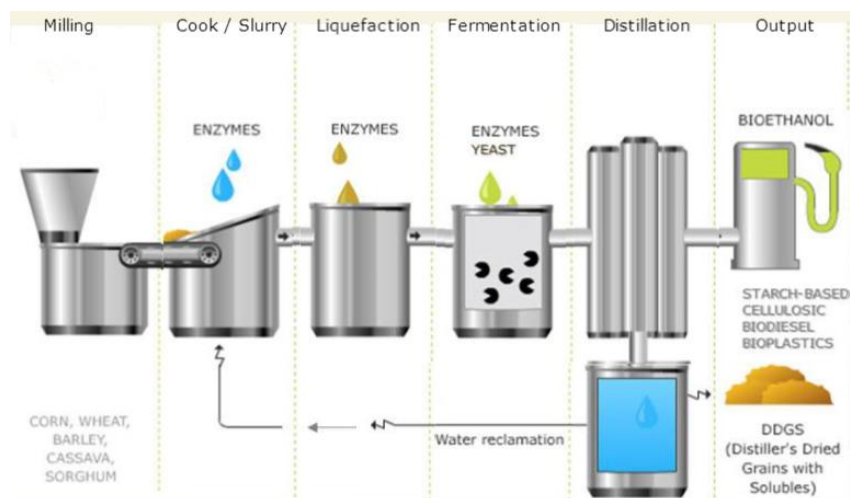 Milling
Cook / Slurry
Liquefaction
Fermentation
Distillation
Output
ENZYMES
ENZYMES
ENZYMES
YEAST
BIOETHANOL
STARCH-BASED
CELLULOSIC
BIODIESEL
BIOPLASTICS
CORN, WHEAT,
BARLEY,
CASSAVA,
SORGHUM
Water reclamation
DDGS
(Distiller's Dried
Grains with
Solubles)